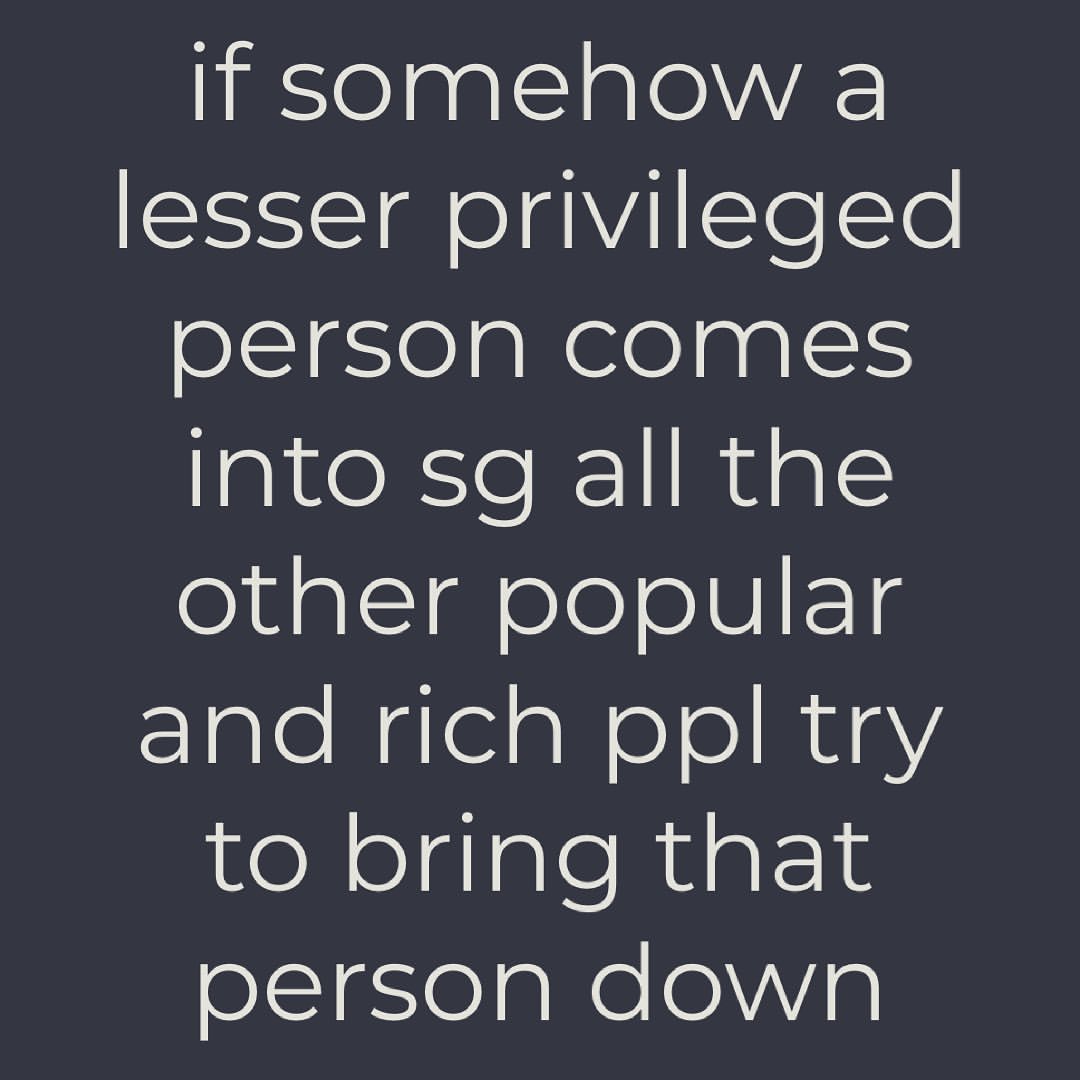 if somehow a
lesser privileged
person comes
into sg all the
other popular
and rich ppl try
to bring that
person down